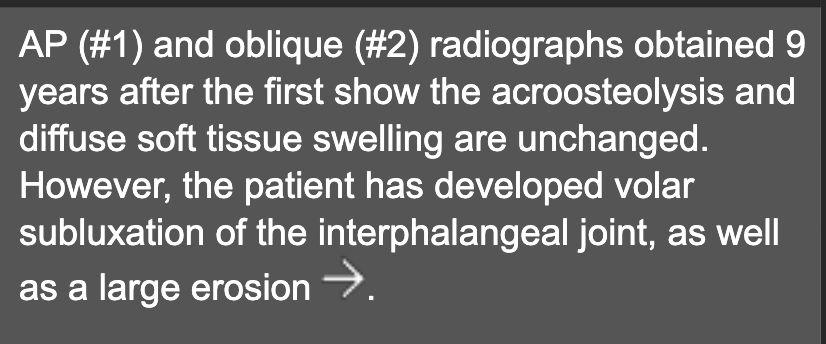 AP (#1) and oblique (#2) radiographs obtained 9
years after the first show the acroosteolysis and
diffuse soft tissue swelling are unchanged.
However, the patient has developed volar
subluxation of the interphalangeal joint, as well
as a large erosion →.